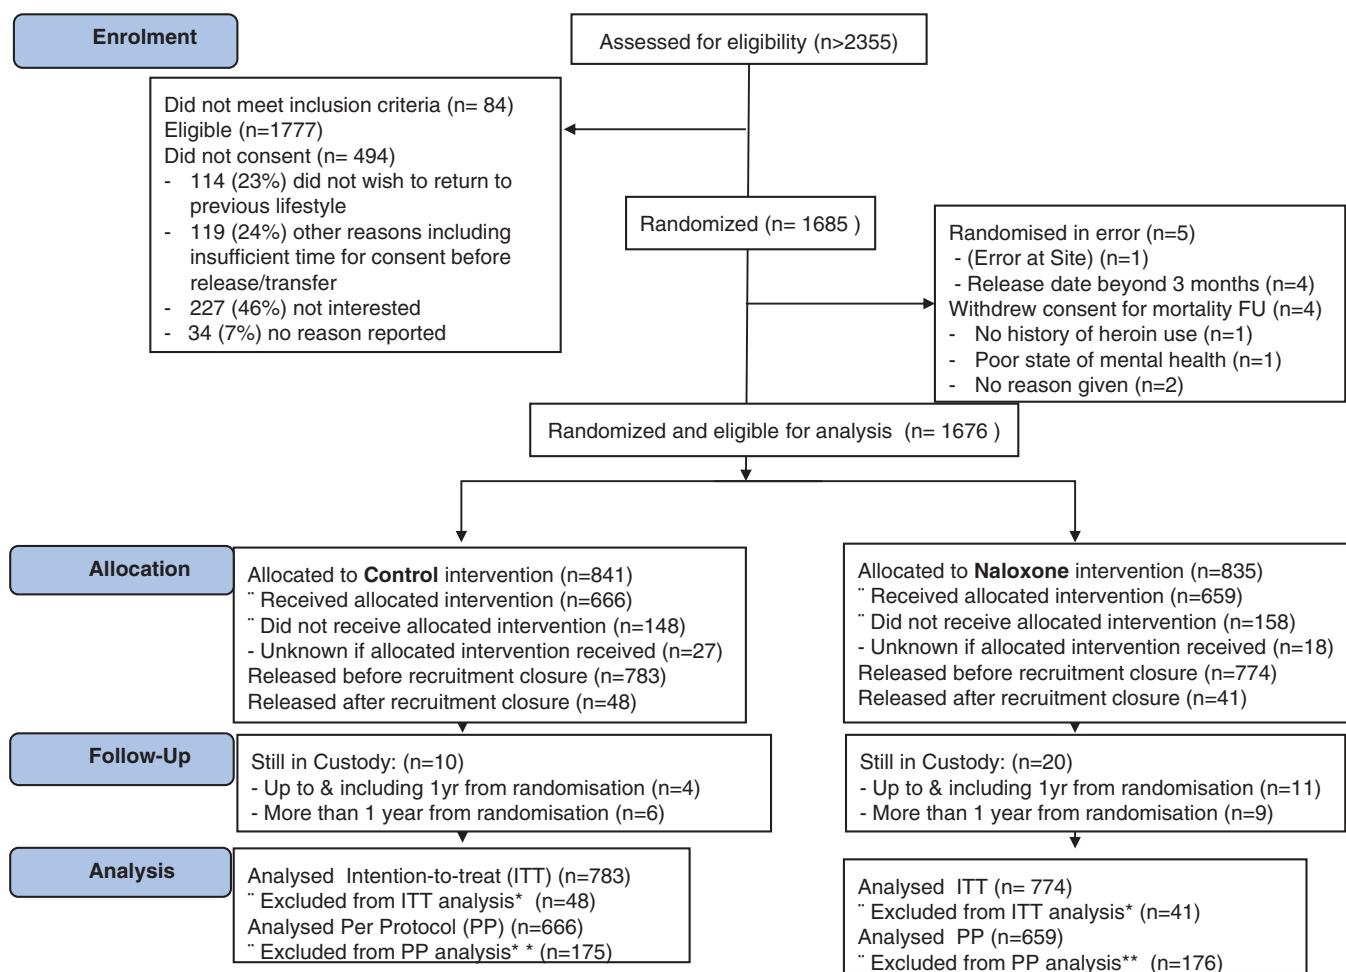 Enrolment
Assessed for eligibility (n>2355)
Did not meet inclusion criteria (n= 84)
Eligible (n=1777)
Did not consent (n= 494)
- 114 (23%) did not wish to return to
previous lifestyle
- 119 (24%) other reasons including
insufficient time for consent before
release/transfer
- 227 (46%) not interested
- 34 (7%) no reason reported
Randomized (n= 1685 )
Randomised in error (n=5)
- (Error at Site) (n=1)
- Release date beyond 3 months (n=4)
Withdrew consent for mortality FU (n=4)
- No history of heroin use (n=1)
- Poor state of mental health (n=1)
- No reason given (n=2)
Randomized and eligible for analysis (n= 1676 )
Allocation
Allocated to Control intervention (n=841)
¨ Received allocated intervention (n=666)
¨ Did not receive allocated intervention (n=148)
- Unknown if allocated intervention received (n=27)
Released before recruitment closure (n=783)
Released after recruitment closure (n=48)
Allocated to Naloxone intervention (n=835)
¨ Received allocated intervention (n=659)
¨ Did not receive allocated intervention (n=158)
- Unknown if allocated intervention received (n=18)
Released before recruitment closure (n=774)
Released after recruitment closure (n=41)
Follow-Up
Still in Custody: (n=10)
- Up to & including 1yr from randomisation (n=4)
- More than 1 year from randomisation (n=6)
Still in Custody: (n=20)
- Up to & including 1yr from randomisation (n=11)
- More than 1 year from randomisation (n=9)
Analysis
Analysed Intention-to-treat (ITT) (n=783)
¨ Excluded from ITT analysis* (n=48)
Analysed Per Protocol (PP) (n=666)
¨ Excluded from PP analysis* * (n=175)
Analysed ITT (n= 774)
¨ Excluded from ITT analysis* (n=41)
Analysed PP (n=659)
¨ Excluded from PP analysis** (n=176)